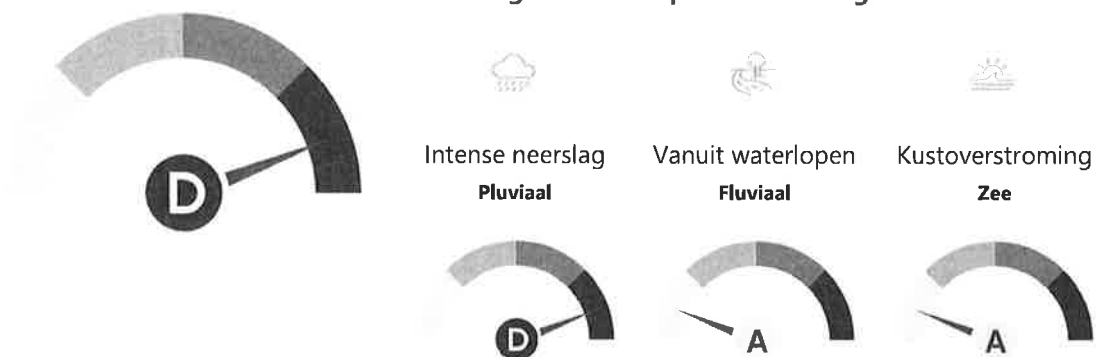 D
Intense neerslag Vanuit waterlopen Kustoverstroming
Pluviaal Fluviaal Zee
D A A